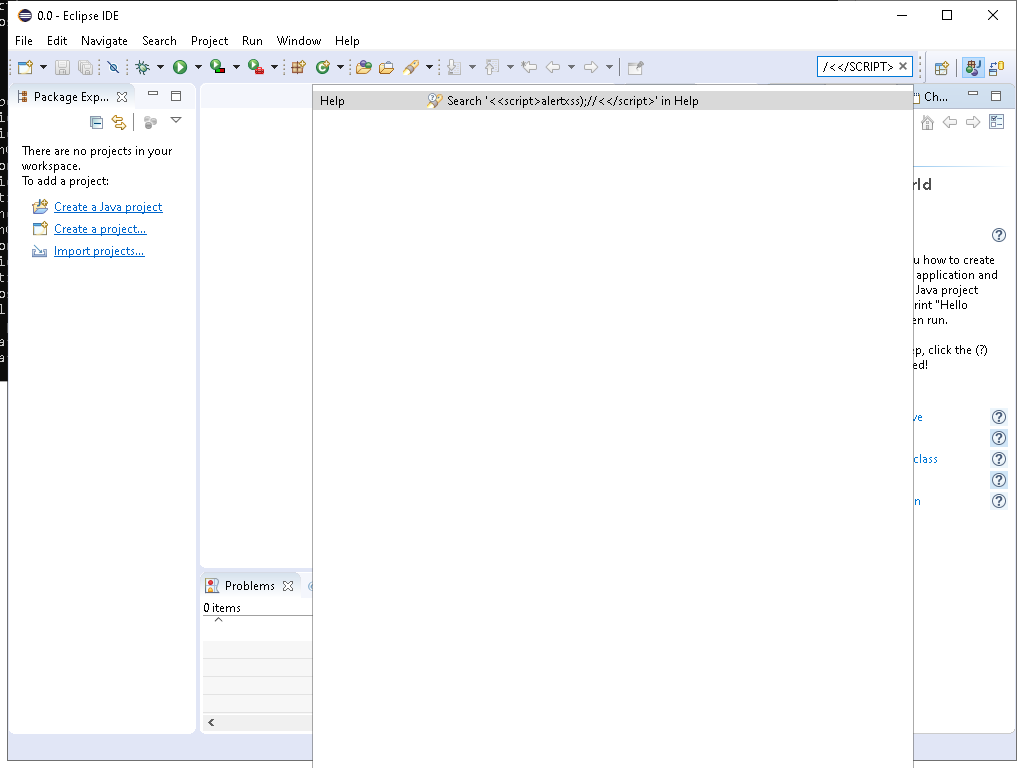 0.0 - Eclipse IDE
File Edit Navigate Search Project Run Window Help
/<</SCRIPT>
Package Exp...
Help Search '<<script>alert<ss);//<</script>' in Help
Ch...
There are no projects in your
workspace.
To add a project:
Create a Java project
Create a project...
Import projects...
rld
u how to create
application and
Java project
rint "Hello
en run.
ep, click the (?)
ed!
ve
class
n
Problems
0 items